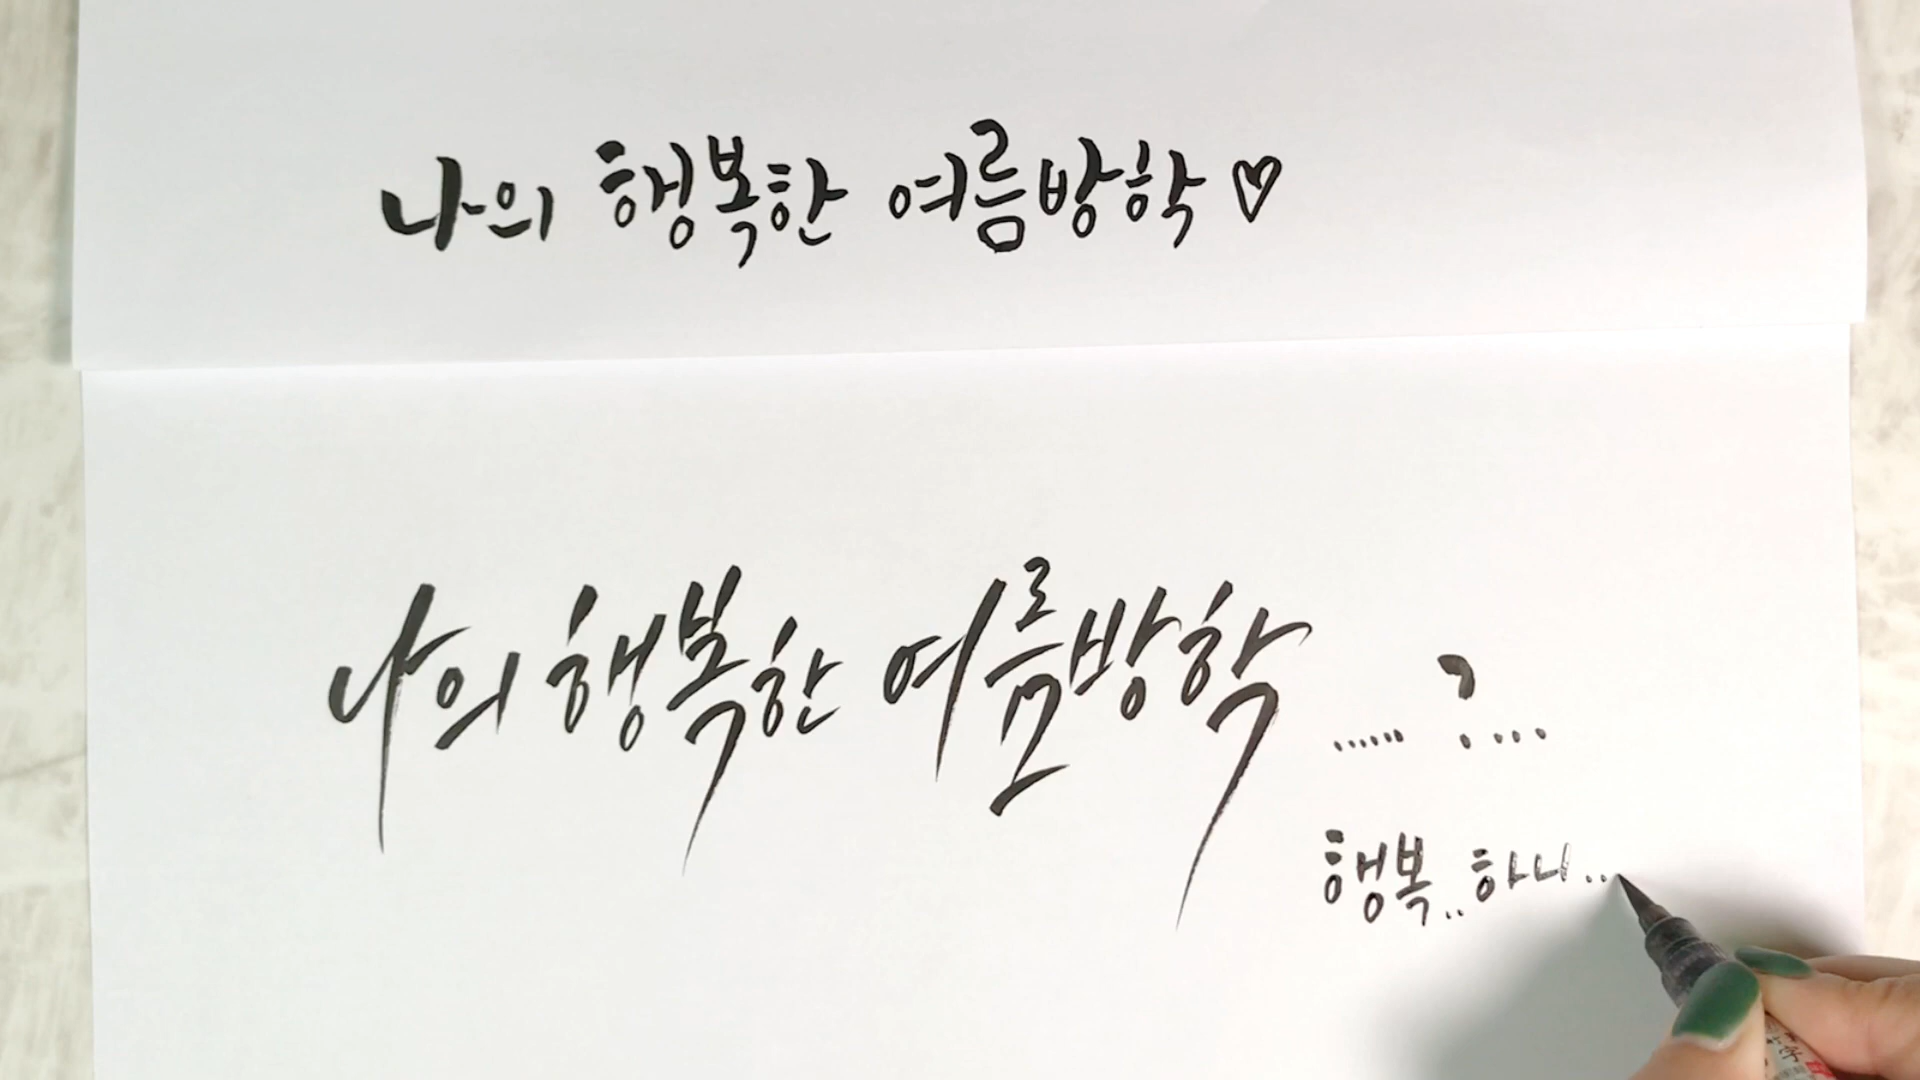 나의 행복한 여름방학♡
나의 행복한 여름방학 ...... ? ...
행복..하니..